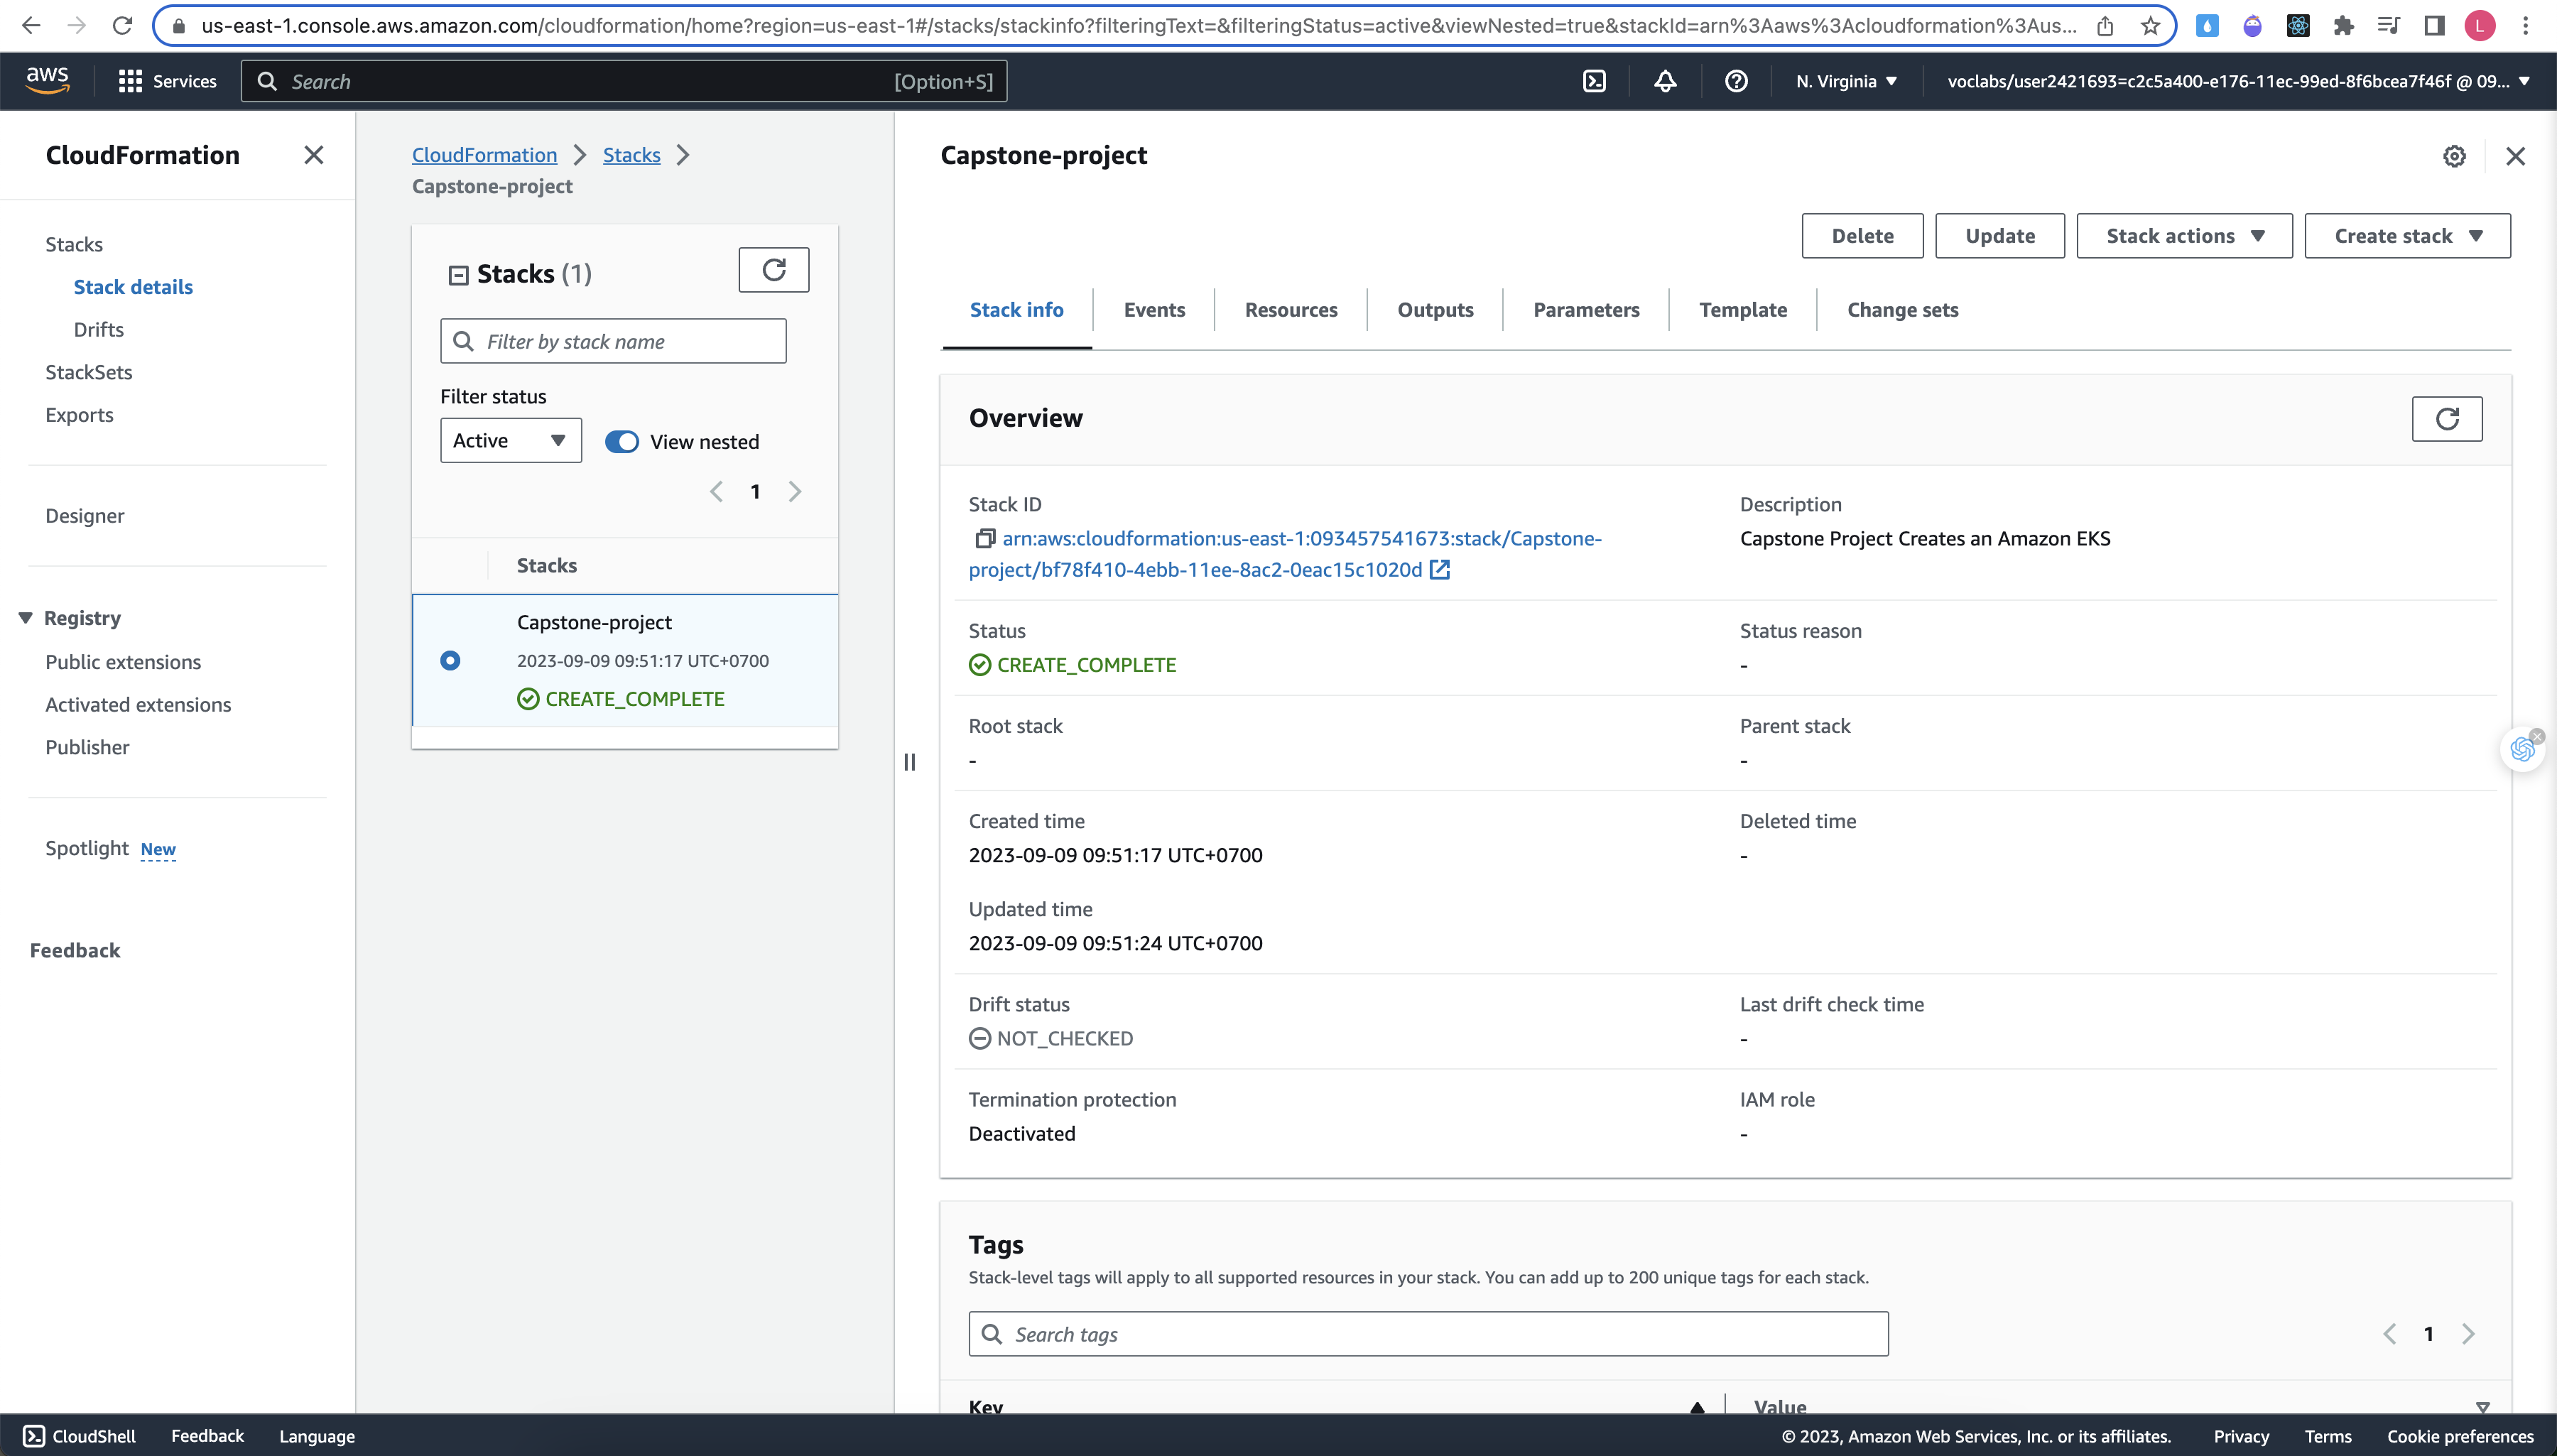 us-east-1.console.aws.amazon.com/cloudformation/home?region=us-east-1#/stacks/stackinfo?filteringText=&filteringStatus=active&viewNested=true&stackId=arn%3Aaws%3Acloudformation%3Aus...
L
aws
Services
Search
[Option+S]
N. Virginia
voclabs/user2421693=c2c5a400-e176-11ec-99ed-8f6bcea7f46f @ 09...
CloudFormation
Stacks
Stack details
Drifts
StackSets
Exports
Designer
Registry
Public extensions
Activated extensions
Publisher
Spotlight New
Feedback
CloudFormation
Stacks
Capstone-project
Stacks (1)
Filter by stack name
Filter status
Active
View nested
1
Stacks
Capstone-project
2023-09-09 09:51:17 UTC+0700
CREATE_COMPLETE
Capstone-project
Delete
Update
Stack actions
Create stack
Stack info
Events
Resources
Outputs
Parameters
Template
Change sets
Overview
Stack ID
arn:aws:cloudformation:us-east-1:093457541673:stack/Capstone-
project/bf78f410-4ebb-11ee-8ac2-0eac15c1020d
Description
Capstone Project Creates an Amazon EKS
Status
CREATE_COMPLETE
Status reason
-
Root stack
-
Parent stack
-
Created time
2023-09-09 09:51:17 UTC+0700
Deleted time
-
Updated time
2023-09-09 09:51:24 UTC+0700
Drift status
NOT_CHECKED
Last drift check time
-
Termination protection
Deactivated
IAM role
-
Tags
Stack-level tags will apply to all supported resources in your stack. You can add up to 200 unique tags for each stack.
Search tags
1
Key
Value
CloudShell
Feedback
Language
© 2023, Amazon Web Services, Inc. or its affiliates.
Privacy
Terms
Cookie preferences